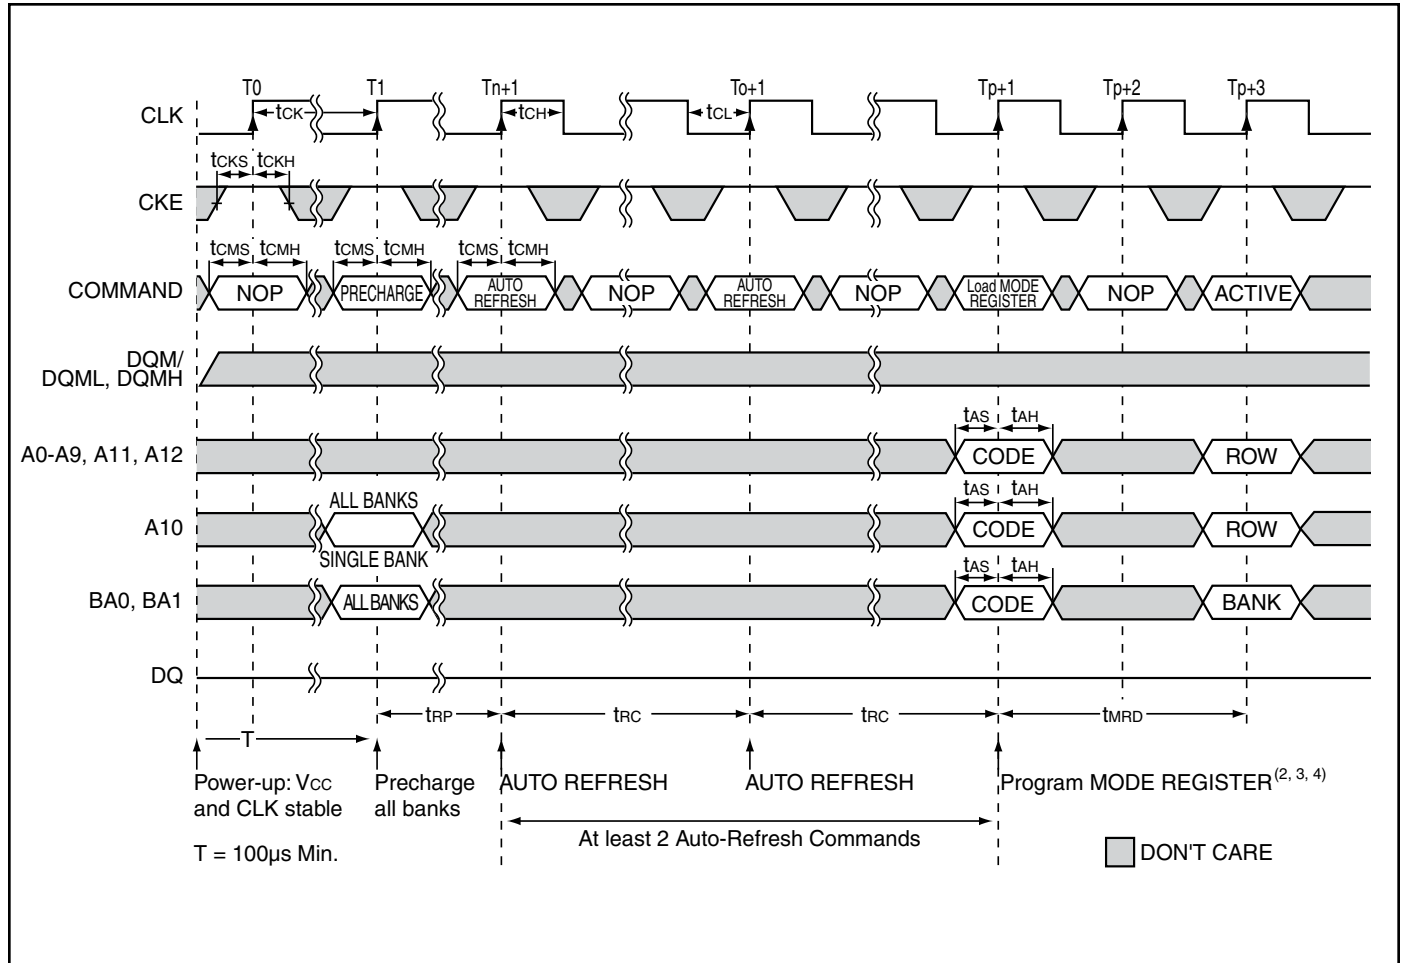 T0 T1 Tn+1 To+1 Tp+1 Tp+2 Tp+3
CLK tCK tCH tCL
tCKS tCKH
CKE
tCMS tCMH tCMS tCMH tCMS tCMH
COMMAND NOP PRECHARGE AUTO REFRESH NOP AUTO REFRESH NOP Load MODE REGISTER NOP ACTIVE
DQM/
DQML, DQMH
tAS tAH
A0-A9, A11, A12 CODE ROW
ALL BANKS tAS tAH
A10 CODE ROW
SINGLE BANK
tAS tAH
BA0, BA1 ALL BANKS CODE BANK
DQ
tRP tRC tRC tMRD
T
Power-up: VCC
and CLK stable
Precharge
all banks
AUTO REFRESH
AUTO REFRESH
Program MODE REGISTER(2, 3, 4)
At least 2 Auto-Refresh Commands
T = 100µs Min.
DON'T CARE